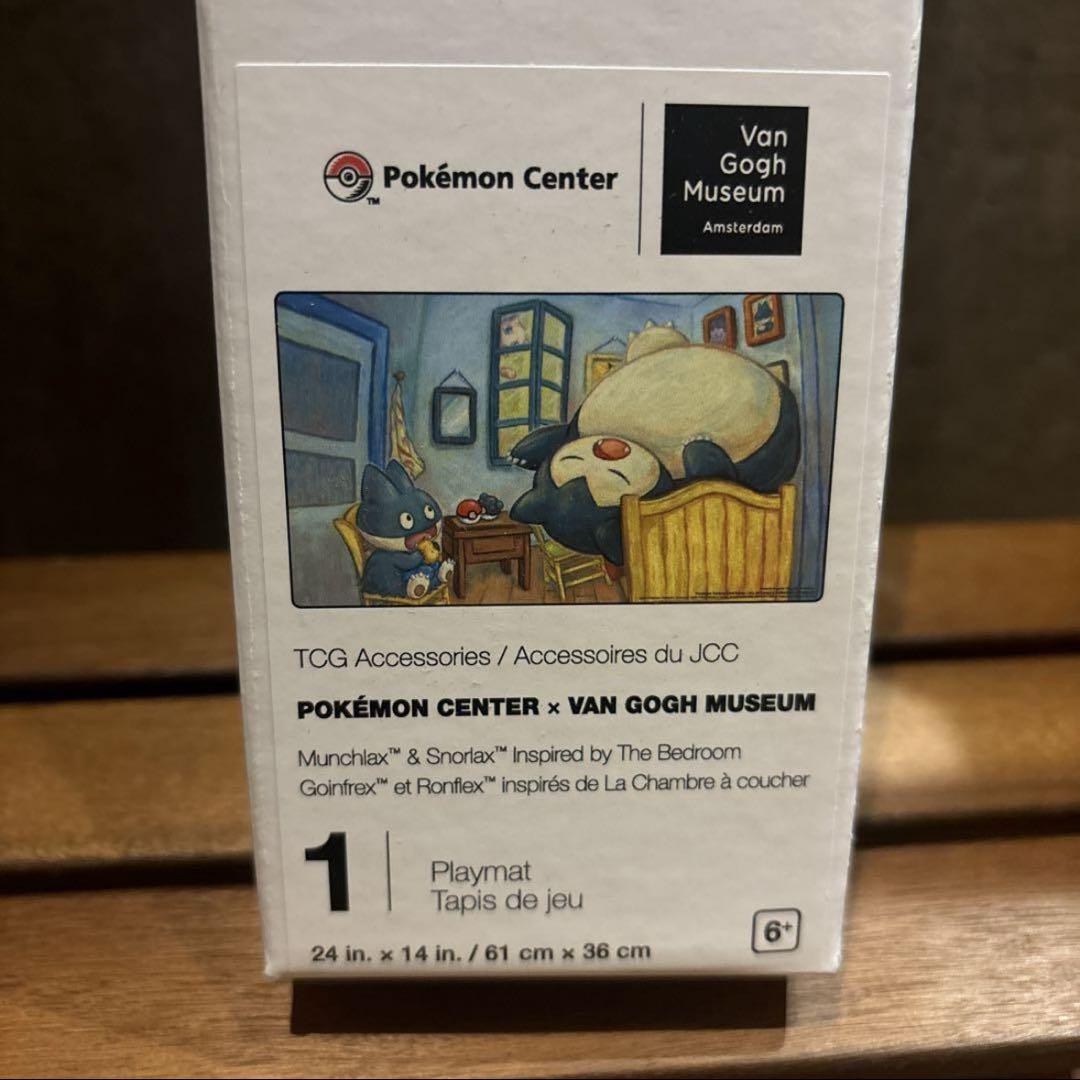 Pokémon Center
TM
Van
Gogh
Museum
Amsterdam
TCG Accessories / Accessoires du JCC
POKÉMON CENTER × VAN GOGH MUSEUM
Munchlax™ & Snorlax™ Inspired by The Bedroom
Goinfrex™ et Ronflex™ inspirés de La Chambre à coucher
1
Playmat
Tapis de jeu
24 in. × 14 in. / 61 cm × 36 cm
6+